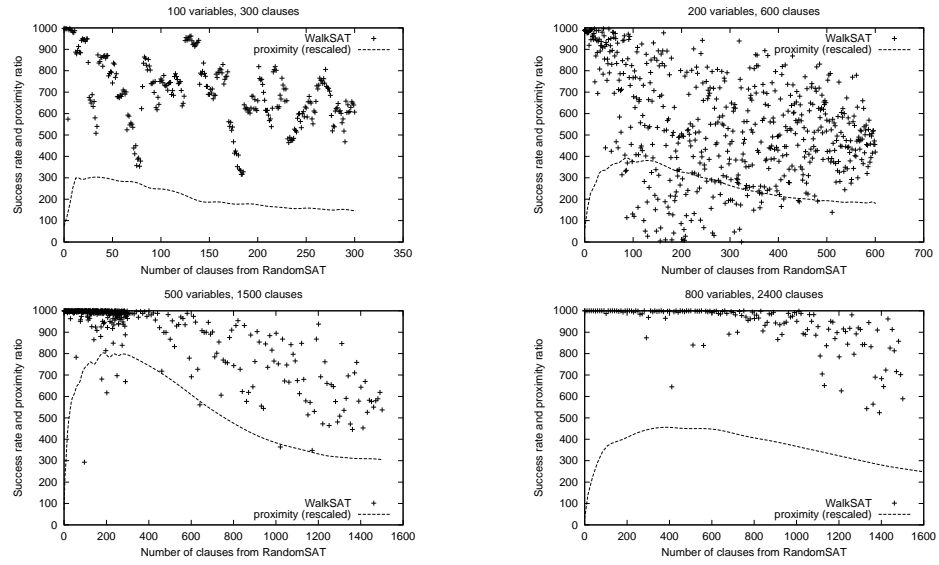 100 variables, 300 clauses
Success rate and proximity ratio
1000
900
800
700
600
500
400
300
200
100
0
WalkSAT
proximity (rescaled)
0 50 100 150 200 250 300 350
Number of clauses from RandomSAT
200 variables, 600 clauses
Success rate and proximity ratio
1000
900
800
700
600
500
400
300
200
100
0
WalkSAT
proximity (rescaled)
0 100 200 300 400 500 600 700
Number of clauses from RandomSAT
500 variables, 1500 clauses
Success rate and proximity ratio
1000
900
800
700
600
500
400
300
200
100
0
WalkSAT
proximity (rescaled)
0 200 400 600 800 1000 1200 1400 1600
Number of clauses from RandomSAT
800 variables, 2400 clauses
Success rate and proximity ratio
1000
900
800
700
600
500
400
300
200
100
0
WalkSAT
proximity (rescaled)
0 200 400 600 800 1000 1200 1400 1600
Number of clauses from RandomSAT